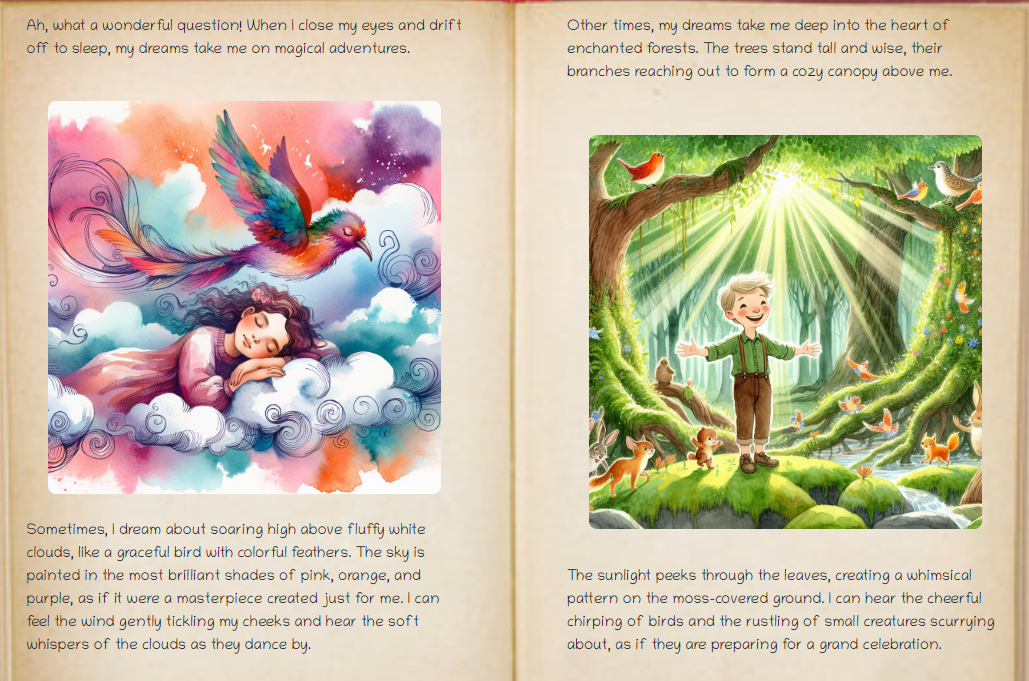 Ah, what a wonderful question! When I close my eyes and drift
off to sleep, my dreams take me on magical adventures.
Sometimes, I dream about soaring high above fluffy white
clouds, like a graceful bird with colorful feathers. The sky is
painted in the most brilliant shades of pink, orange, and
purple, as if it were a masterpiece created just for me. I can
feel the wind gently tickling my cheeks and hear the soft
whispers of the clouds as they dance by.
Other times, my dreams take me deep into the heart of
enchanted forests. The trees stand tall and wise, their
branches reaching out to form a cozy canopy above me.
The sunlight peeks through the leaves, creating a whimsical
pattern on the moss-covered ground. I can hear the cheerful
chirping of birds and the rustling of small creatures scurrying
about, as if they are preparing for a grand celebration.